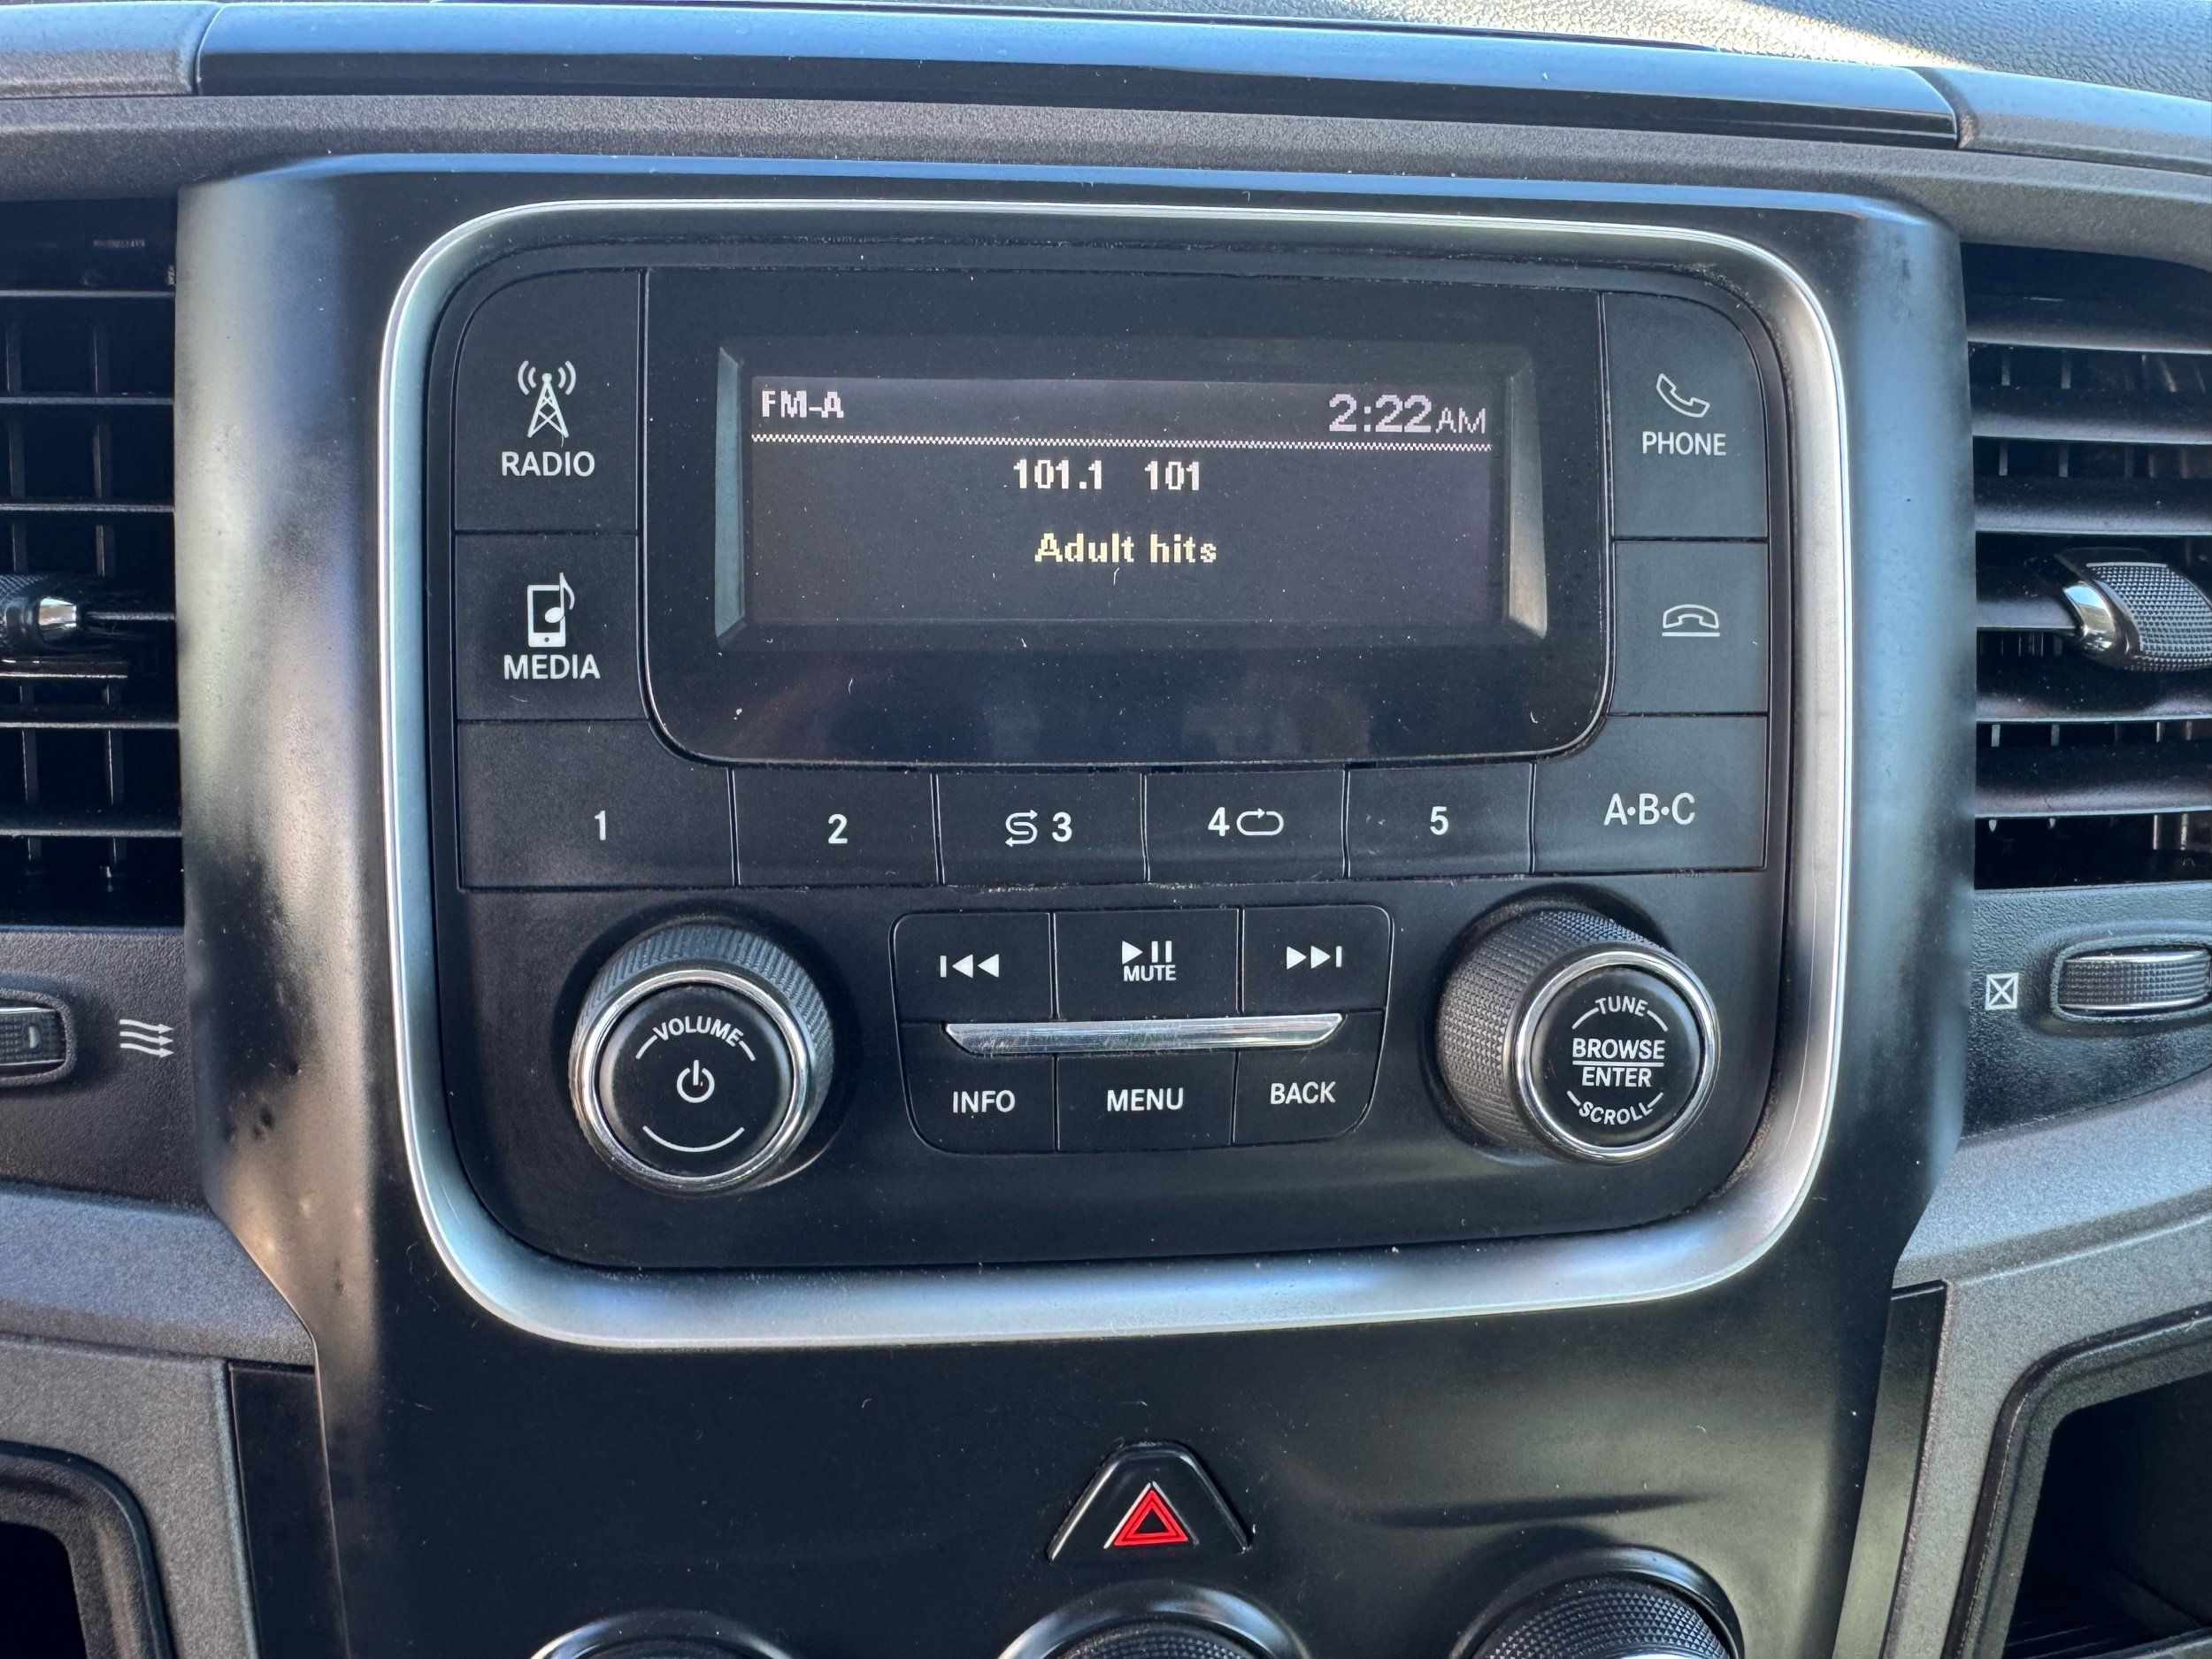 FM-A 2:22AM
101.1 101
Adult hits
RADIO
MEDIA
PHONE
1 2 3 4 5 A·B·C
MUTE
VOLUME
INFO MENU BACK
TUNE
BROWSE
ENTER
SCROLL